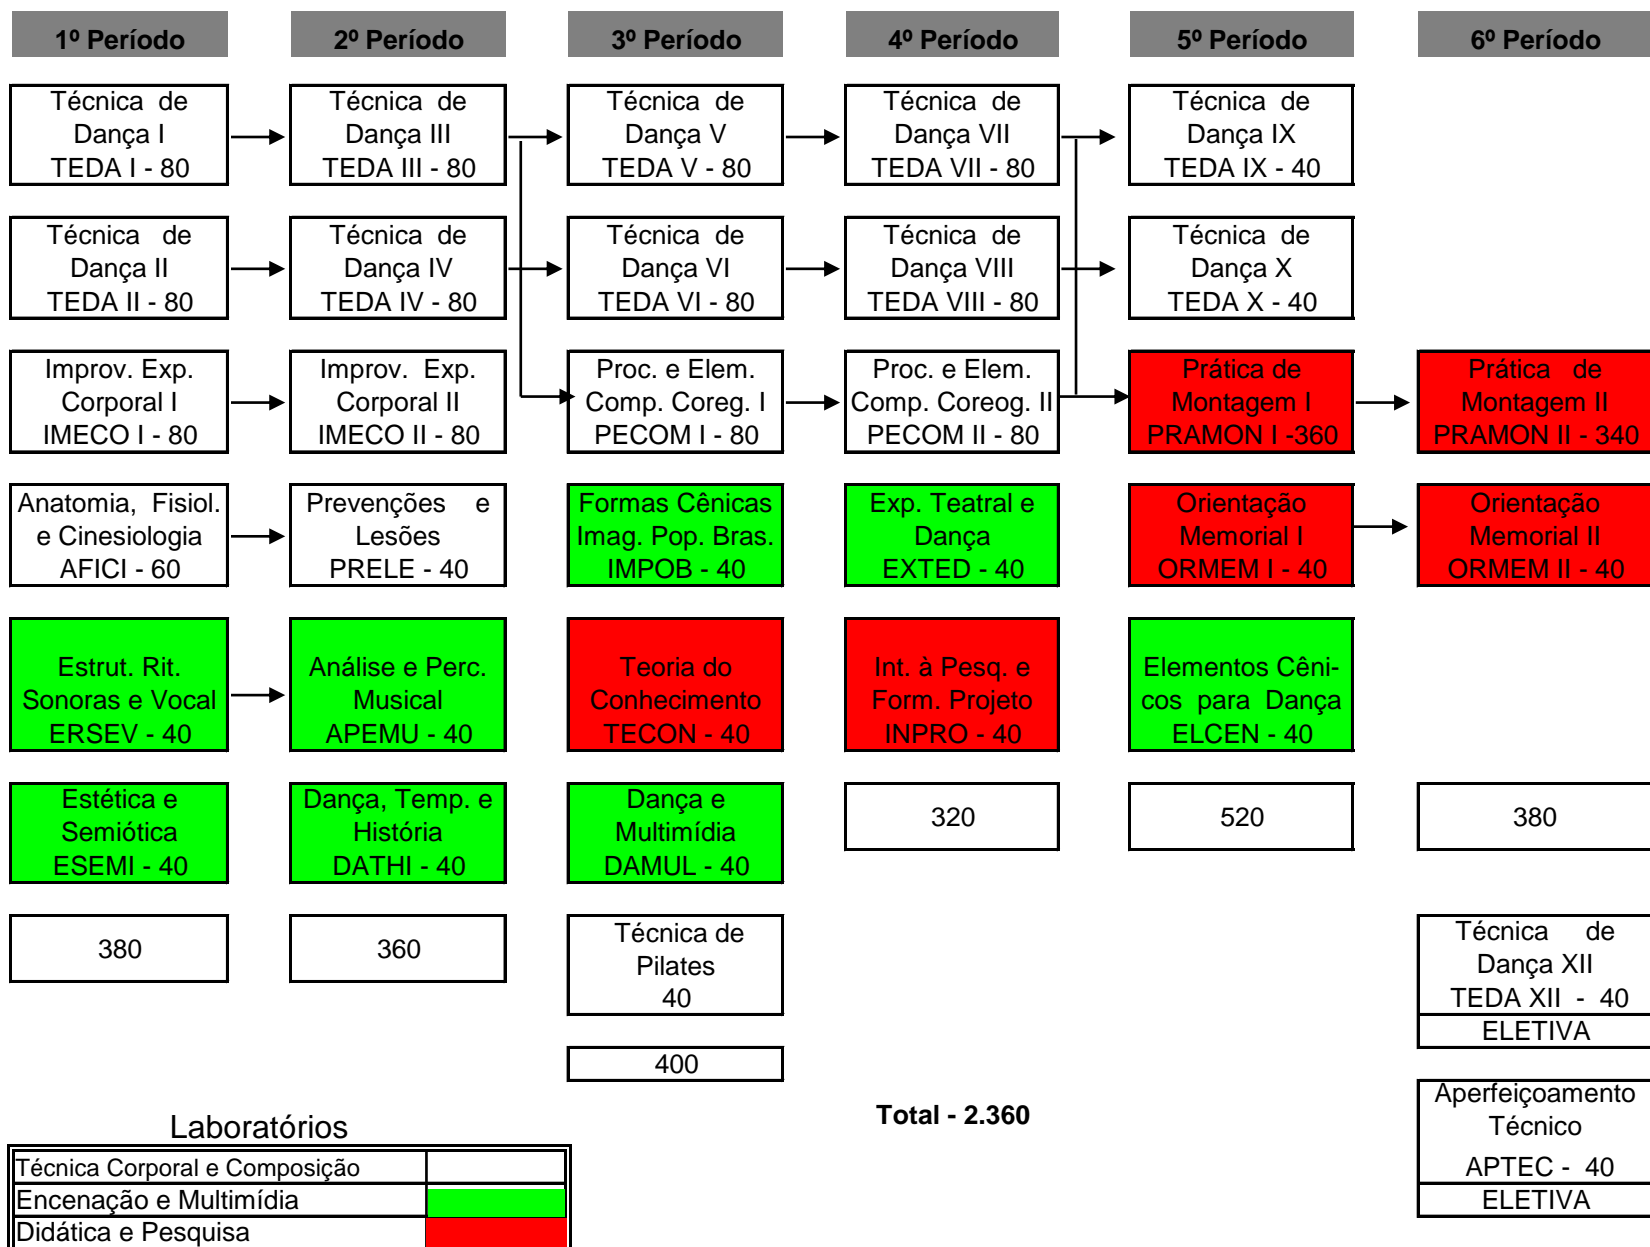 1º Período
2º Período
3º Período
4º Período
5º Período
6º Período
Técnica de
Dança I
TEDA I - 80
Técnica de
Dança III
TEDA III - 80
Técnica de
Dança V
TEDA V - 80
Técnica de
Dança VII
TEDA VII - 80
Técnica de
Dança IX
TEDA IX - 40
Técnica de
Dança II
TEDA II - 80
Técnica de
Dança IV
TEDA IV - 80
Técnica de
Dança VI
TEDA VI - 80
Técnica de
Dança VIII
TEDA VIII - 80
Técnica de
Dança X
TEDA X - 40
Improv. Exp.
Corporal I
IMECO I - 80
Improv. Exp.
Corporal II
IMECO II - 80
Proc. e Elem.
Comp. Coreg. I
PECOM I - 80
Proc. e Elem.
Comp. Coreog. II
PECOM II - 80
Prática de
Montagem I
PRAMON I -360
Prática de
Montagem II
PRAMON II - 340
Anatomia, Fisiol.
e Cinesiologia
AFICI - 60
Prevenções e
Lesões
PRELE - 40
Formas Cênicas
Imag. Pop. Bras.
IMPOB - 40
Exp. Teatral e
Dança
EXTED - 40
Orientação
Memorial I
ORMEM I - 40
Orientação
Memorial II
ORMEM II - 40
Estrut. Rit.
Sonoras e Vocal
ERSEV - 40
Análise e Perc.
Musical
APEMU - 40
Teoria do
Conhecimento
TECON - 40
Int. à Pesq. e
Form. Projeto
INPRO - 40
Elementos Cêni-
cos para Dança
ELCEN - 40
Estética e
Semiótica
ESEMI - 40
Dança, Temp. e
História
DATHI - 40
Dança e
Multimídia
DAMUL - 40
320
520
380
380
360
Técnica de
Pilates
40
Técnica de
Dança XII
TEDA XII - 40
ELETIVA
400
Aperfeiçoamento
Técnico
APTEC - 40
ELETIVA
Total - 2.360
Laboratórios
Técnica Corporal e Composição
Encenação e Multimídia
Didática e Pesquisa